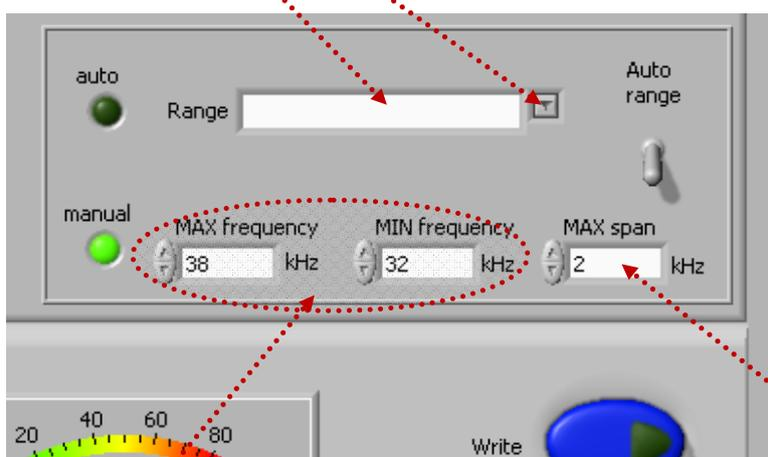 auto
Range
Auto
range
manual
MAX frequency
MIN frequency
MAX span
38
kHz
32
kHz
2
kHz
20
40
60
80
Write